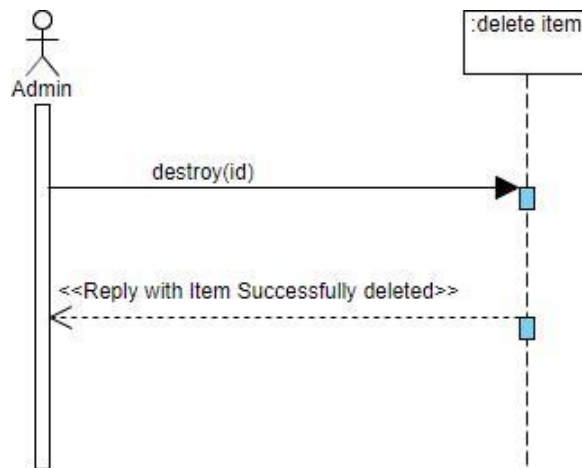 :delete item
Admin
destroy(id)
<<Reply with Item Successfully deleted>>